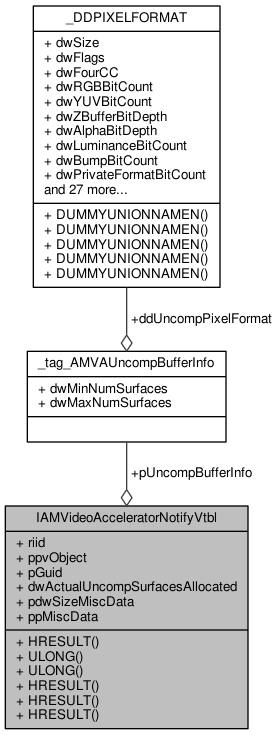 _DDPIXELFORMAT
+ dwSize
+ dwFlags
+ dwFourCC
+ dwRGBBitCount
+ dwYUVBitCount
+ dwZBufferBitDepth
+ dwAlphaBitDepth
+ dwLuminanceBitCount
+ dwBumpBitCount
+ dwPrivateFormatBitCount
and 27 more...
+ DUMMYUNIONNAMEN()
+ DUMMYUNIONNAMEN()
+ DUMMYUNIONNAMEN()
+ DUMMYUNIONNAMEN()
+ DUMMYUNIONNAMEN()
+ddUncompPixelFormat
_tag_AMVAUncompBufferInfo
+ dwMinNumSurfaces
+ dwMaxNumSurfaces
+pUncompBufferInfo
IAMVideoAcceleratorNotifyVtbl
+ riid
+ ppvObject
+ pGuid
+ dwActualUncompSurfacesAllocated
+ pdwSizeMiscData
+ ppMiscData
+ HRESULT()
+ ULONG()
+ ULONG()
+ HRESULT()
+ HRESULT()
+ HRESULT()